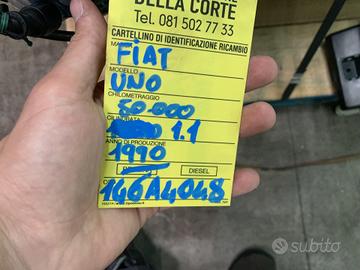 DELLA CORTE
Tel. 081 502 77 33
CARTELLINO DI IDENTIFICAZIONE RICAMBIO
FIAT
MODELLO
UNO
CHILOMETRAGGIO
50.000
CILINDRATA
1.1
ANNO DI PRODUZIONE
1990
DIESEL
146A4048
subito